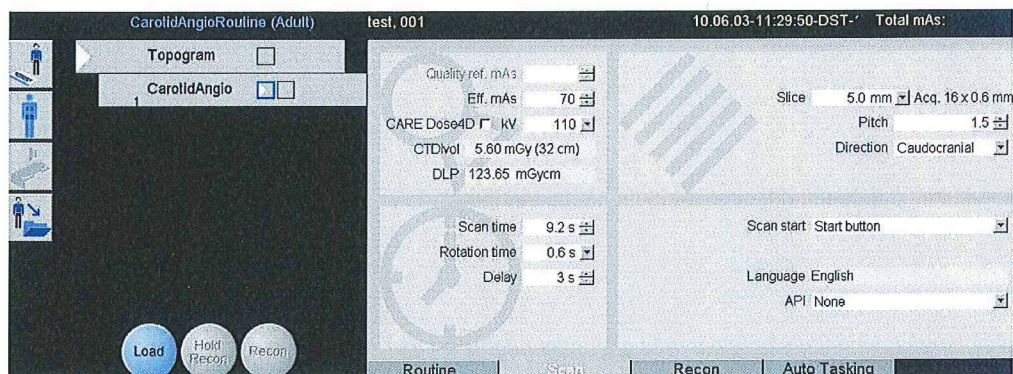 CarotidAngioRoutine (Adult)
test, 001
10.06.03-11:29:50-DST-´ Total mAs:
Topogram
CarotidAngio
1
Quality ref. mAs
Eff. mAs 70
CARE Dose4D kV 110
CTDIvol 5.60 mGy (32 cm)
DLP 123.65 mGycm
Slice 5.0 mm Acq. 16 x 0.6 mm
Pitch 1.5
Direction Caudocranial
Scan time 9.2 s
Rotation time 0.6 s
Delay 3 s
Scan start Start button
Language English
API None
Load
Hold
Recon
Recon
Routine Scan Recon Auto Tasking